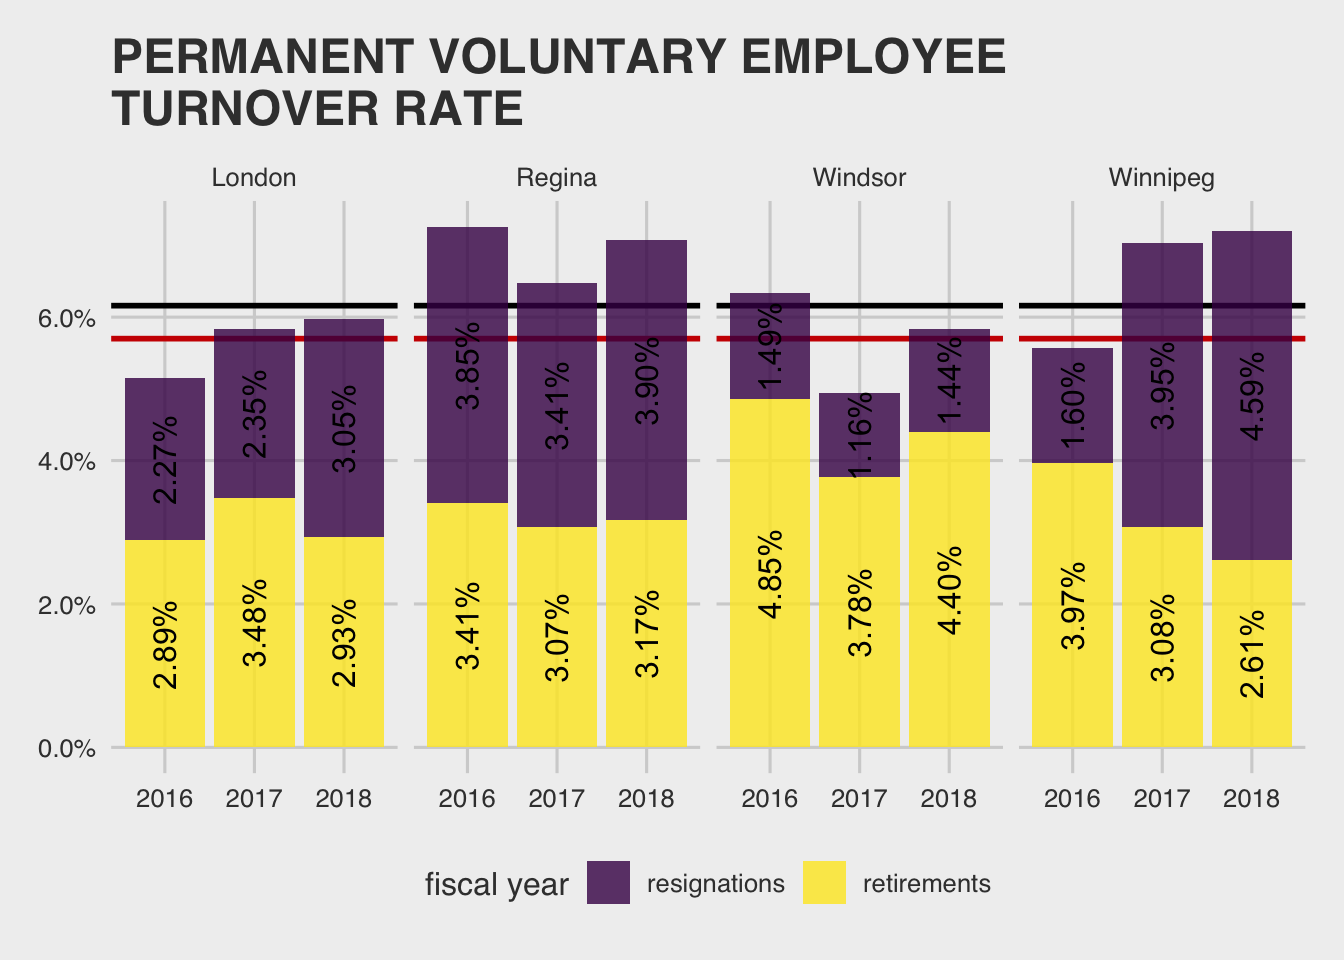 PERMANENT VOLUNTARY EMPLOYEE
TURNOVER RATE
London Regina Windsor Winnipeg
6.0%
4.0%
2.0%
0.0%
2.27% 2.35% 3.05% 3.85% 3.41% 3.90% 1.49% 1.16% 1.44% 1.60% 3.95% 4.59%
2.89% 3.48% 2.93% 3.41% 3.07% 3.17% 4.85% 3.78% 4.40% 3.97% 3.08% 2.61%
2016 2017 2018 2016 2017 2018 2016 2017 2018 2016 2017 2018
fiscal year resignations retirements